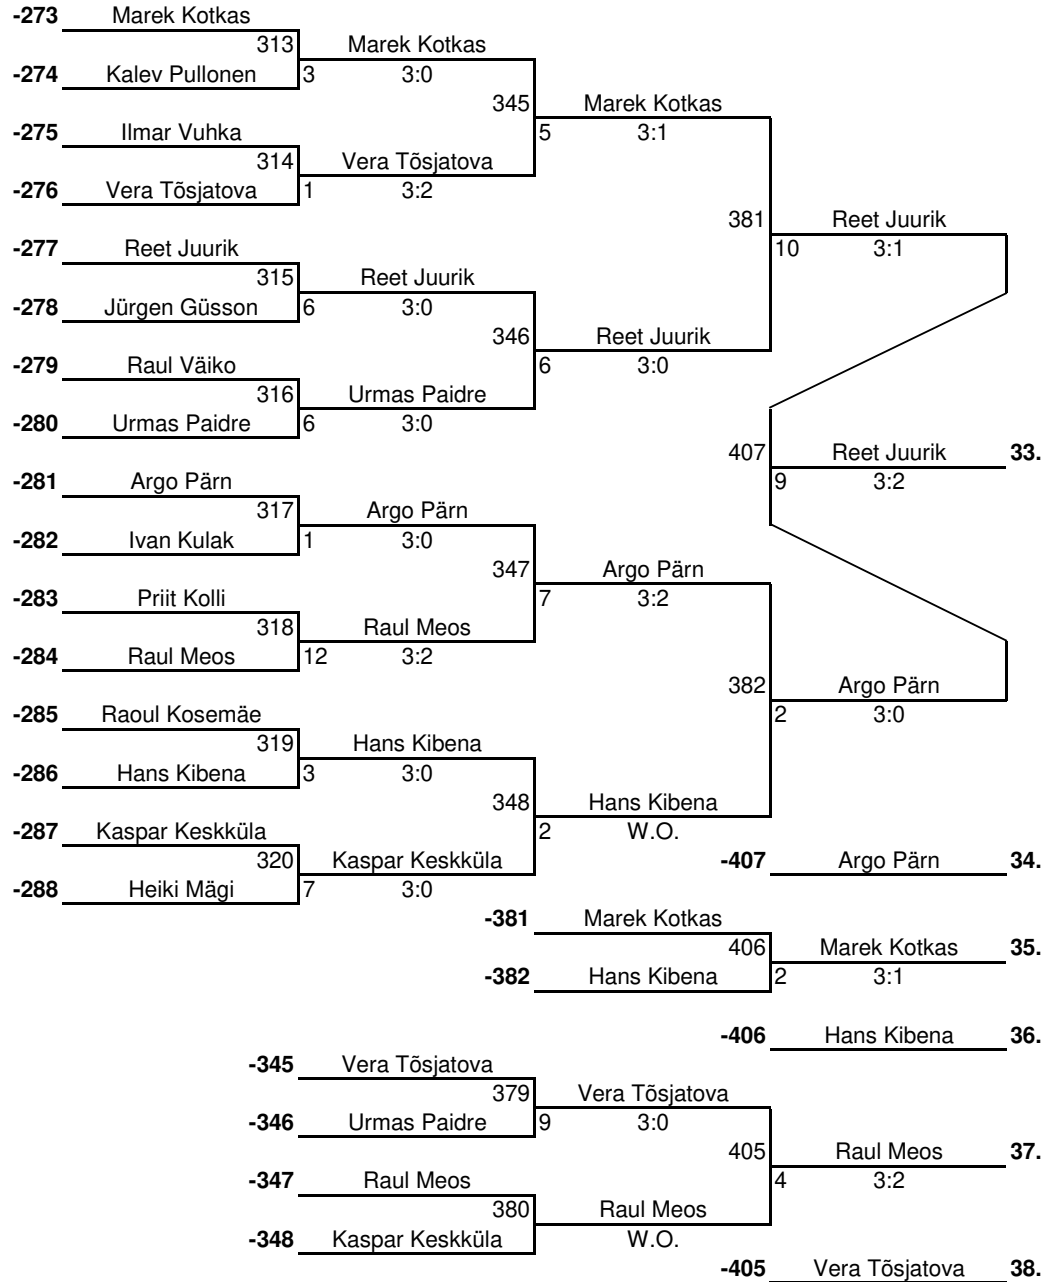 -273 Marek Kotkas
313 Marek Kotkas
-274 Kalev Pullonen 3 3:0
345 Marek Kotkas
-275 Ilmar Vuhka 5 3:1
314 Vera Tõsjatova
-276 Vera Tõsjatova 1 3:2
381 Reet Juurik
-277 Reet Juurik 10 3:1
315 Reet Juurik
-278 Jürgen Güsson 6 3:0
346 Reet Juurik
-279 Raul Väiko 6 3:0
316 Urmas Paidre
-280 Urmas Paidre 6 3:0
407 Reet Juurik 33.
-281 Argo Pärn 9 3:2
317 Argo Pärn
-282 Ivan Kulak 1 3:0
347 Argo Pärn
-283 Priit Kolli 7 3:2
318 Raul Meos
-284 Raul Meos 12 3:2
382 Argo Pärn
-285 Raoul Kosemäe 2 3:0
319 Hans Kibena
-286 Hans Kibena 3 3:0
348 Hans Kibena
-287 Kaspar Keskküla 2 W.O.
320 Kaspar Keskküla -407 Argo Pärn 34.
-288 Heiki Mägi 7 3:0
-381 Marek Kotkas
406 Marek Kotkas 35.
-382 Hans Kibena 2 3:1
-406 Hans Kibena 36.
-345 Vera Tõsjatova
379 Vera Tõsjatova
-346 Urmas Paidre 9 3:0
405 Raul Meos 37.
-347 Raul Meos 4 3:2
380 Raul Meos
-348 Kaspar Keskküla W.O.
-405 Vera Tõsjatova 38.